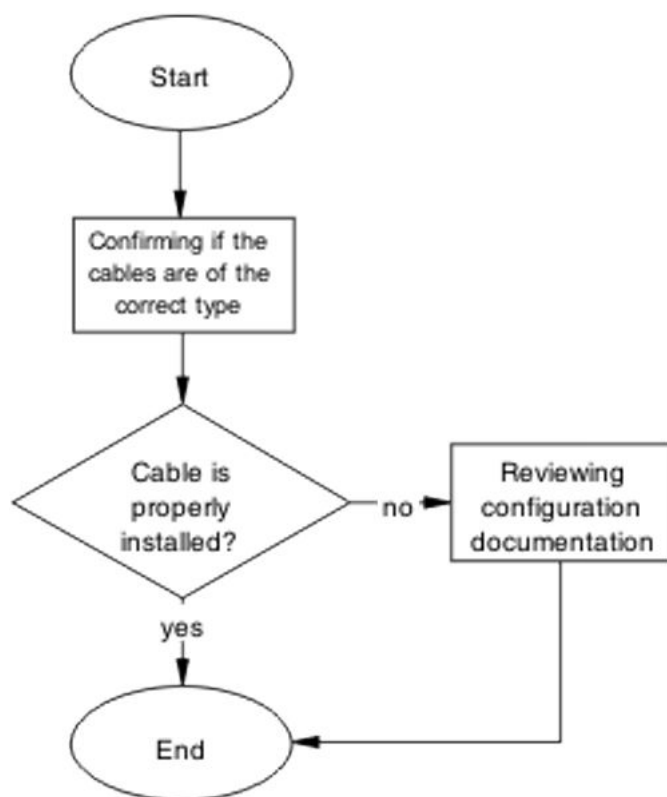 Start
Confirming if the
cables are of the
correct type
Cable is
properly
installed?
no
Reviewing
configuration
documentation
yes
End